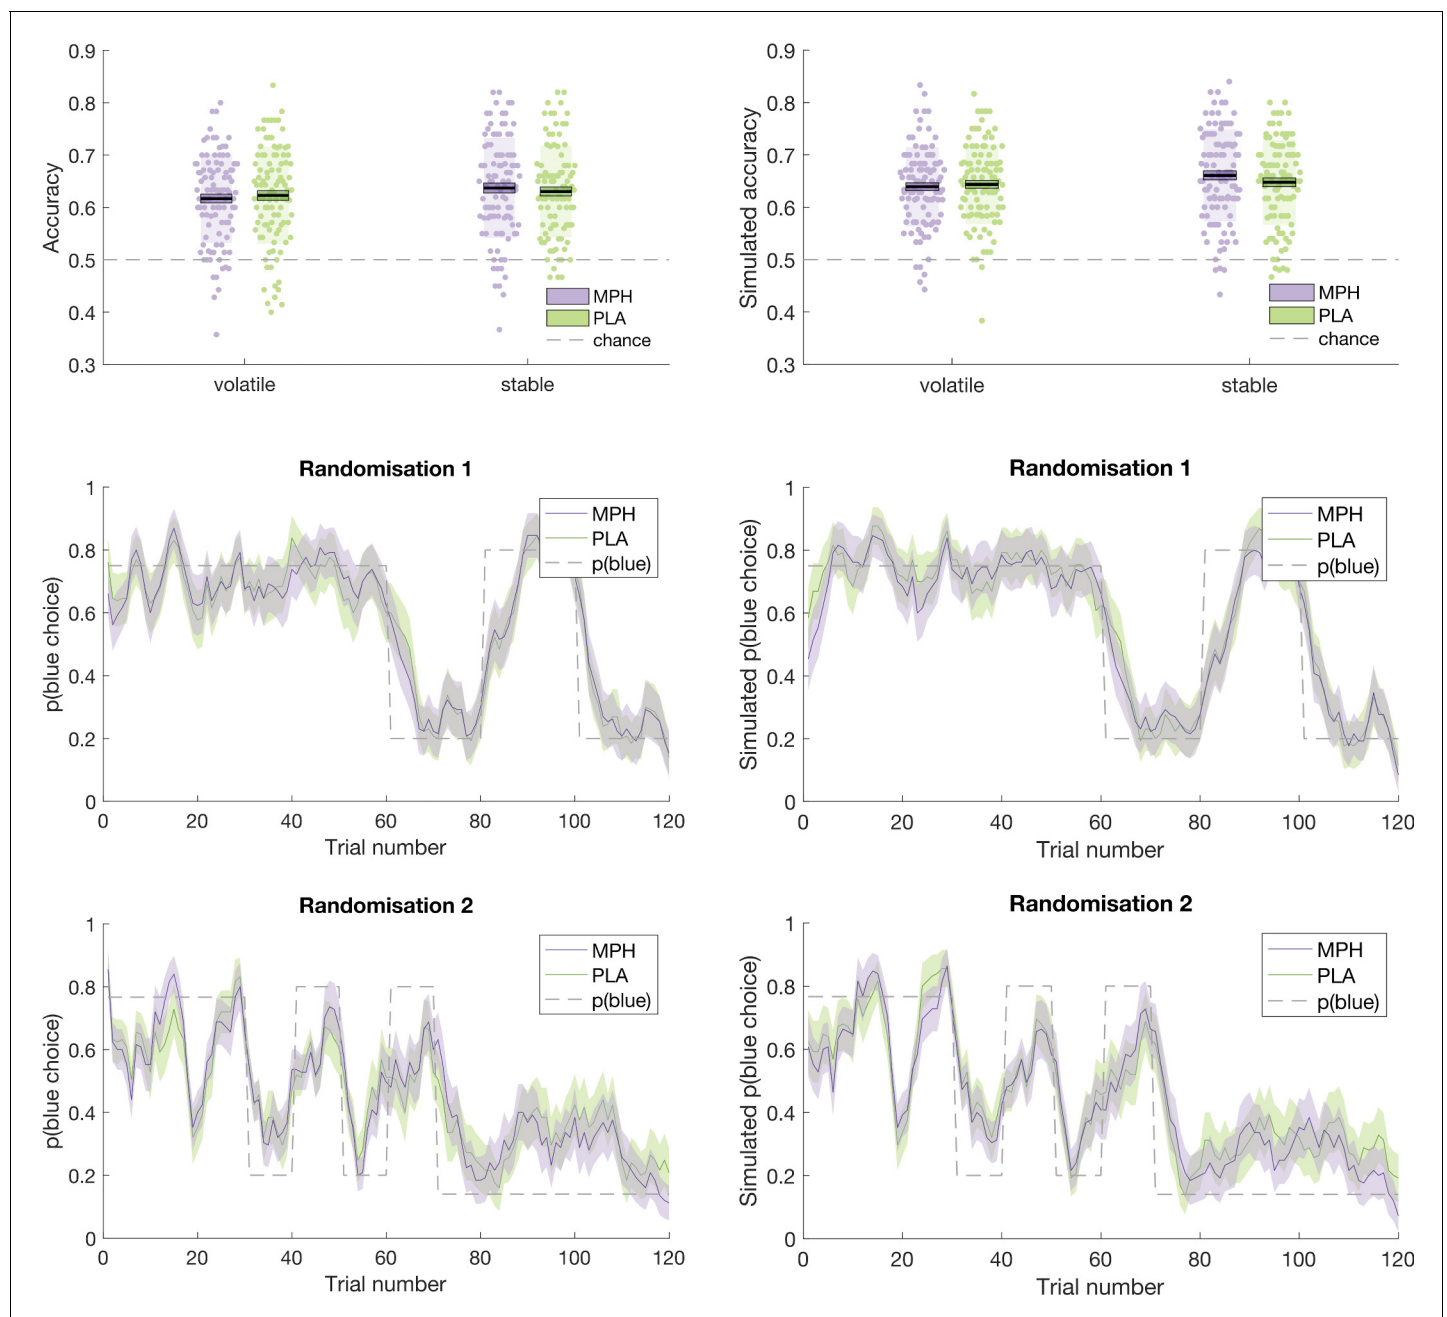 0.9
0.8
0.7
0.6
0.5
0.4
0.3
Accuracy
volatile
stable
MPH
PLA
chance
0.9
0.8
0.7
0.6
0.5
0.4
0.3
Simulated accuracy
volatile
stable
MPH
PLA
chance
Randomisation 1
1
0.8
0.6
0.4
0.2
0
p(blue choice)
MPH
PLA
p(blue)
0 20 40 60 80 100 120
Trial number
Randomisation 1
1
0.8
0.6
0.4
0.2
0
Simulated p(blue choice)
MPH
PLA
p(blue)
0 20 40 60 80 100 120
Trial number
Randomisation 2
1
0.8
0.6
0.4
0.2
0
p(blue choice)
MPH
PLA
p(blue)
0 20 40 60 80 100 120
Trial number
Randomisation 2
1
0.8
0.6
0.4
0.2
0
Simulated p(blue choice)
MPH
PLA
p(blue)
0 20 40 60 80 100 120
Trial number